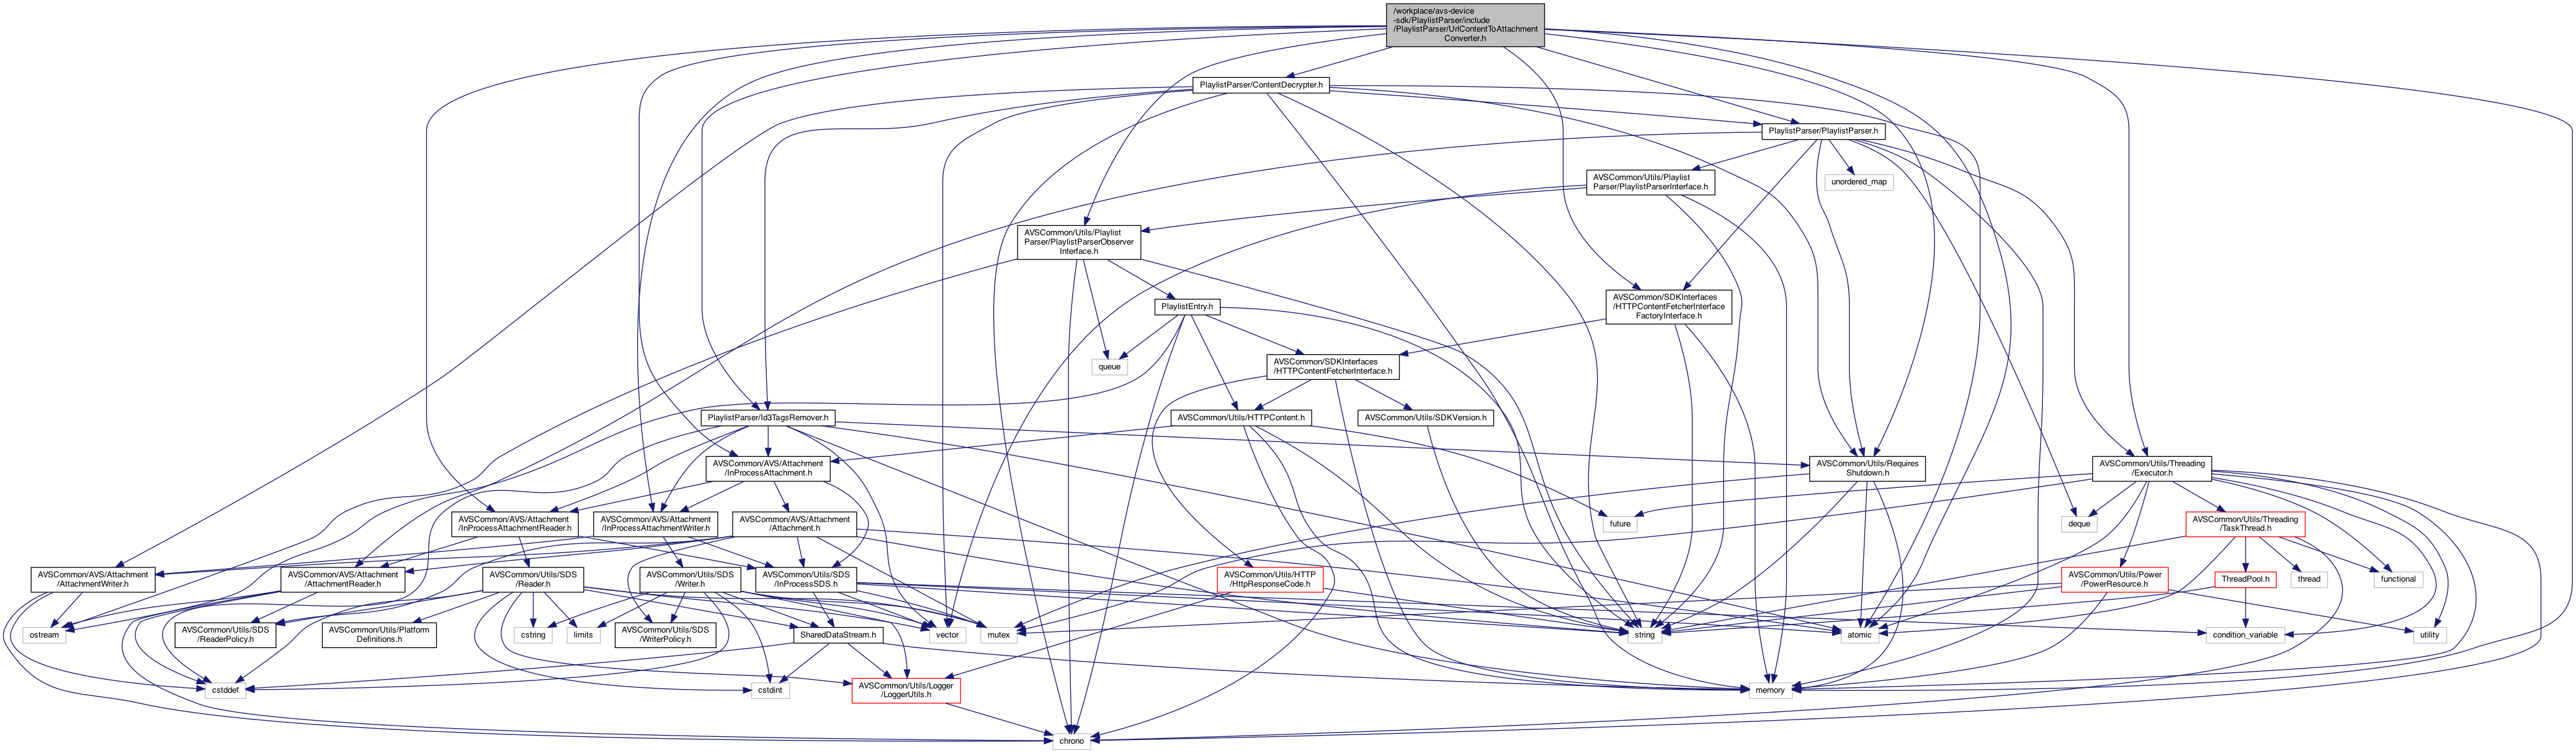 /workplace/avs-device
-sdk/PlaylistParser/include
/PlaylistParser/UrlContentToAttachment
Converter.h
PlaylistParser/ContentDecrypter.h
PlaylistParser/PlaylistParser.h
AVSCommon/Utils/Playlist
Parser/PlaylistParserInterface.h
unordered_map
AVSCommon/Utils/Playlist
Parser/PlaylistParserObserver
Interface.h
PlaylistEntry.h
AVSCommon/SDKInterfaces
/HTTPContentFetcherInterface
FactoryInterface.h
queue
AVSCommon/SDKInterfaces
/HTTPContentFetcherInterface.h
PlaylistParser/Id3TagsRemover.h
AVSCommon/Utils/HTTPContent.h
AVSCommon/Utils/SDKVersion.h
AVSCommon/AVS/Attachment
/InProcessAttachment.h
AVSCommon/Utils/Requires
Shutdown.h
AVSCommon/Utils/Threading
/Executor.h
AVSCommon/AVS/Attachment
/InProcessAttachmentReader.h
AVSCommon/AVS/Attachment
/InProcessAttachmentWriter.h
AVSCommon/AVS/Attachment
/Attachment.h
future
deque
AVSCommon/Utils/Threading
/TaskThread.h
AVSCommon/AVS/Attachment
/AttachmentWriter.h
AVSCommon/AVS/Attachment
/AttachmentReader.h
AVSCommon/Utils/SDS
/Reader.h
AVSCommon/Utils/SDS
/Writer.h
AVSCommon/Utils/SDS
/InProcessSDS.h
AVSCommon/Utils/HTTP
/HttpResponseCode.h
AVSCommon/Utils/Power
/PowerResource.h
ThreadPool.h
thread
functional
ostream
AVSCommon/Utils/SDS
/ReaderPolicy.h
AVSCommon/Utils/Platform
Definitions.h
cstring
limits
AVSCommon/Utils/SDS
/WriterPolicy.h
SharedDataStream.h
vector
mutex
string
atomic
condition_variable
utility
cstddef
cstdint
AVSCommon/Utils/Logger
/LoggerUtils.h
memory
chrono